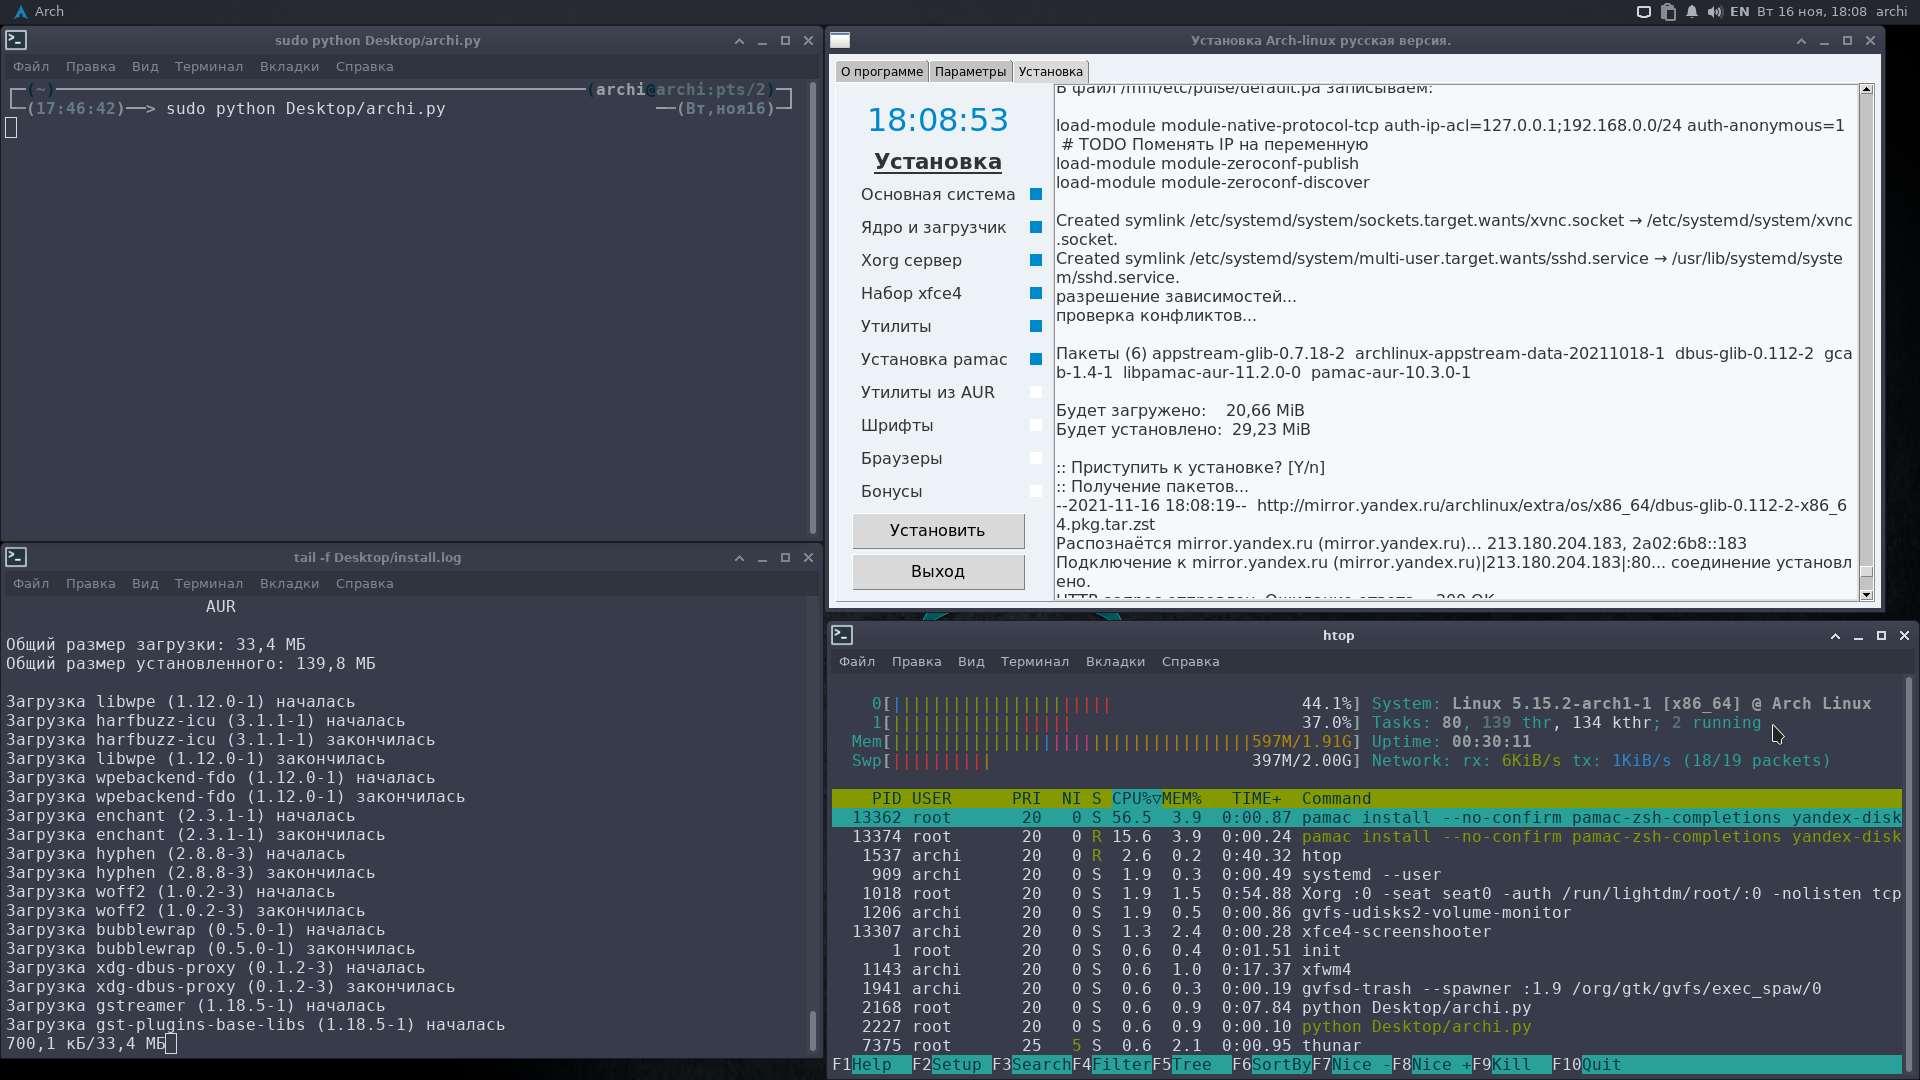 Arch
EN Вт 16 ноя, 18:08 archi
sudo python Desktop/archi.py
Файл Правка Вид Терминал Вкладки Справка
(~) (archi@archi:pts/2)
(17:46:42)──> sudo python Desktop/archi.py ──(Вт,ноя16)
tail -f Desktop/install.log
Файл Правка Вид Терминал Вкладки Справка
AUR
Общий размер загрузки: 33,4 МБ
Общий размер установленного: 139,8 МБ
Загрузка libwpe (1.12.0-1) началась
Загрузка harfbuzz-icu (3.1.1-1) началась
Загрузка harfbuzz-icu (3.1.1-1) закончилась
Загрузка libwpe (1.12.0-1) закончилась
Загрузка wpebackend-fdo (1.12.0-1) началась
Загрузка wpebackend-fdo (1.12.0-1) закончилась
Загрузка enchant (2.3.1-1) началась
Загрузка enchant (2.3.1-1) закончилась
Загрузка hyphen (2.8.8-3) началась
Загрузка hyphen (2.8.8-3) закончилась
Загрузка woff2 (1.0.2-3) началась
Загрузка woff2 (1.0.2-3) закончилась
Загрузка bubblewrap (0.5.0-1) началась
Загрузка bubblewrap (0.5.0-1) закончилась
Загрузка xdg-dbus-proxy (0.1.2-3) началась
Загрузка xdg-dbus-proxy (0.1.2-3) закончилась
Загрузка gstreamer (1.18.5-1) началась
Загрузка gst-plugins-base-libs (1.18.5-1) началась
700,1 кБ/33,4 МБ
Установка Arch-linux русская версия.
О программе Параметры Установка
18:08:53
Установка
Основная система
Ядро и загрузчик
Xorg сервер
Набор xfce4
Утилиты
Установка pamac
Утилиты из AUR
Шрифты
Браузеры
Бонусы
Установить
Выход
В файл /mnt/etc/pulse/default.pa записываем:
load-module module-native-protocol-tcp auth-ip-acl=127.0.0.1;192.168.0.0/24 auth-anonymous=1
# TODO Поменять IP на переменную
load-module module-zeroconf-publish
load-module module-zeroconf-discover
Created symlink /etc/systemd/system/sockets.target.wants/xvnc.socket → /etc/systemd/system/xvnc
.socket.
Created symlink /etc/systemd/system/multi-user.target.wants/sshd.service → /usr/lib/systemd/syste
m/sshd.service.
разрешение зависимостей...
проверка конфликтов...
Пакеты (6) appstream-glib-0.7.18-2 archlinux-appstream-data-20211018-1 dbus-glib-0.112-2 gca
b-1.4-1 libpamac-aur-11.2.0-0 pamac-aur-10.3.0-1
Будет загружено: 20,66 MiB
Будет установлено: 29,23 MiB
:: Приступить к установке? [Y/n]
:: Получение пакетов...
--2021-11-16 18:08:19-- http://mirror.yandex.ru/archlinux/extra/os/x86_64/dbus-glib-0.112-2-x86_6
4.pkg.tar.zst
Распознаётся mirror.yandex.ru (mirror.yandex.ru)… 213.180.204.183, 2a02:6b8::183
Подключение к mirror.yandex.ru (mirror.yandex.ru)|213.180.204.183|:80... соединение установл
ено.
HTTP-запрос отправлен. Ожидание ответа… 200 OK
htop
Файл Правка Вид Терминал Вкладки Справка
0[||||||||||||||||||||||     44.1%] System: Linux 5.15.2-arch1-1 [x86_64] @ Arch Linux
1[||||||||||||||||||     37.0%] Tasks: 80, 139 thr, 134 kthr; 2 running
Mem[||||||||||||||||||||||||||||||||||||597M/1.91G] Uptime: 00:30:11
Swp[||||||||||     397M/2.00G] Network: rx: 6KiB/s tx: 1KiB/s (18/19 packets)
PID USER PRI NI S CPU%▽MEM% TIME+ Command
13362 root 20 0 S 56.5 3.9 0:00.87 pamac install --no-confirm pamac-zsh-completions yandex-disk
13374 root 20 0 R 15.6 3.9 0:00.24 pamac install --no-confirm pamac-zsh-completions yandex-disk
1537 archi 20 0 R 2.6 0.2 0:40.32 htop
909 archi 20 0 S 1.9 0.3 0:00.49 systemd --user
1018 root 20 0 S 1.9 1.5 0:54.88 Xorg :0 -seat seat0 -auth /run/lightdm/root/:0 -nolisten tcp
1206 archi 20 0 S 1.9 0.5 0:00.86 gvfs-udisks2-volume-monitor
13307 archi 20 0 S 1.3 2.4 0:00.28 xfce4-screenshooter
1 root 20 0 S 0.6 0.4 0:01.51 init
1143 archi 20 0 S 0.6 1.0 0:17.37 xfwm4
1941 archi 20 0 S 0.6 0.3 0:00.19 gvfsd-trash --spawner :1.9 /org/gtk/gvfs/exec_spaw/0
2168 root 20 0 S 0.6 0.9 0:07.84 python Desktop/archi.py
2227 root 20 0 S 0.6 0.9 0:00.10 python Desktop/archi.py
7375 root 25 5 S 0.6 2.1 0:00.95 thunar
F1Help F2Setup F3SearchF4FilterF5Tree F6SortByF7Nice -F8Nice +F9Kill F10Quit